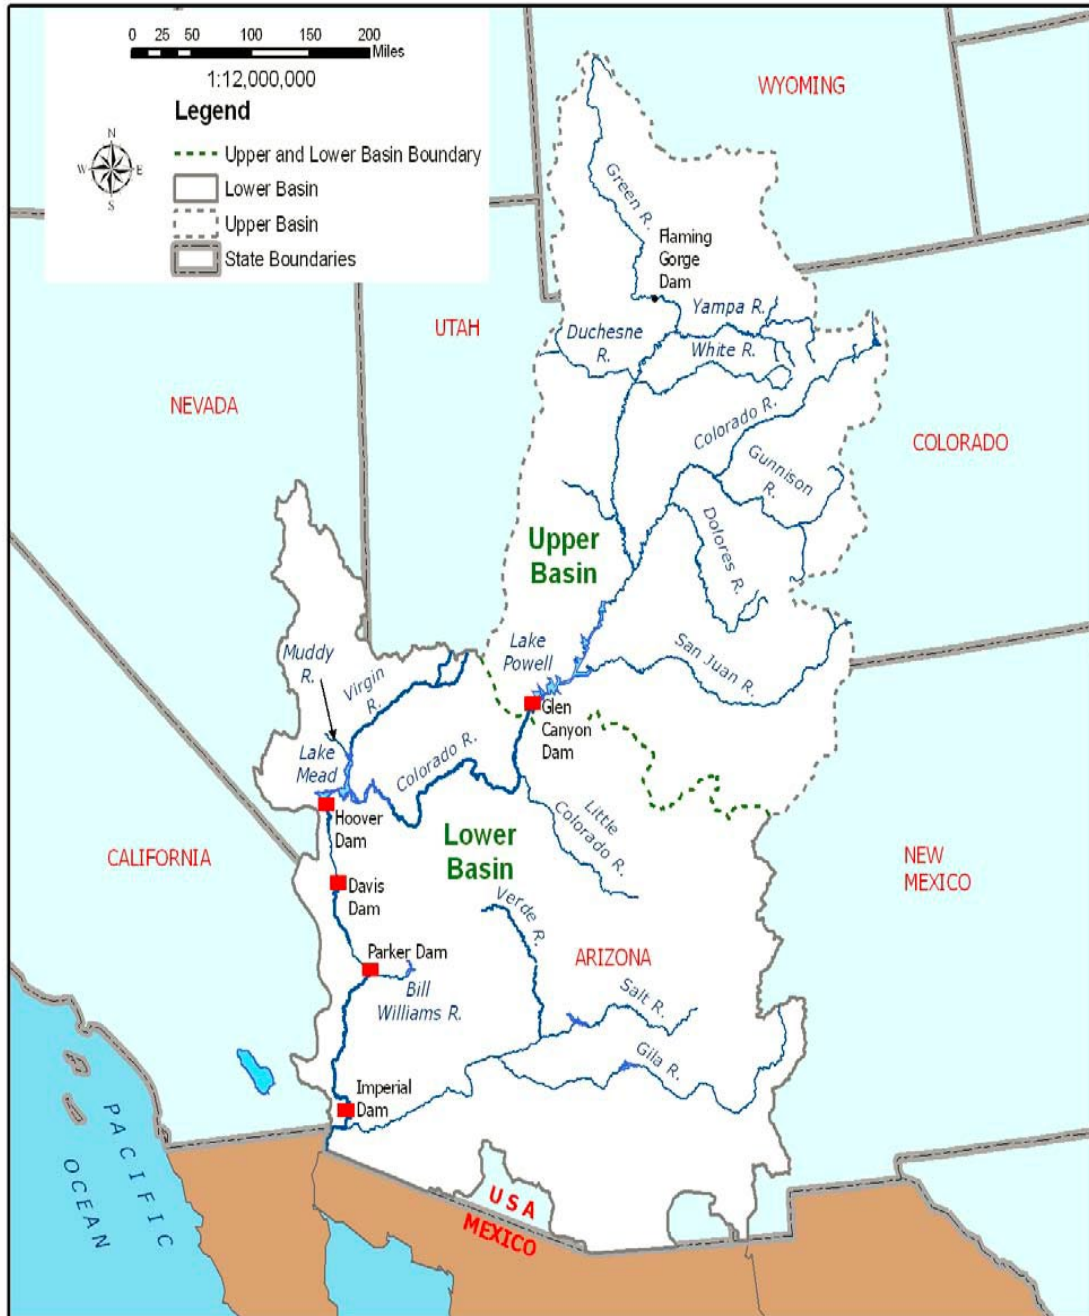 0 25 50 100 150 200
Miles
1:12,000,000
Legend
N
W E
S
Upper and Lower Basin Boundary
Lower Basin
Upper Basin
State Boundaries
WYOMING
Green R.
Flaming
Gorge
Dam
UTAH
Duchesne
R.
Yampa R.
White R.
NEVADA
Colorado R.
COLORADO
Gunnison
R.
Dolores R.
Upper
Basin
Muddy
R.
Virgin
R.
Lake
Powell
San Juan R.
Glen
Canyon
Dam
Lake
Mead
Colorado R.
Hoover
Dam
Little
Colorado R.
Lower
Basin
CALIFORNIA
NEW
MEXICO
Davis
Dam
Verde R.
Parker Dam
ARIZONA
Bill
Williams R.
Salt R.
Gila R.
Imperial
Dam
PACIFIC
OCEAN
USA
MEXICO